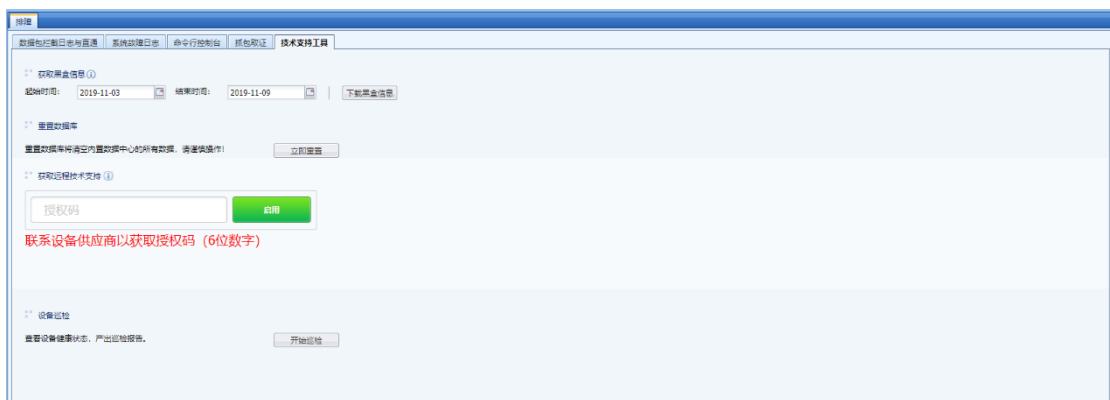 排障
数据包拦截日志与直通 系统故障日志 命令行控制台 抓包取证 技术支持工具
获取黑盒信息
起始时间： 2019-11-03 结束时间： 2019-11-09 下载黑盒信息
重置数据库
重置数据库将清空内置数据中心的所有数据，请谨慎操作! 立即重置
获取远程技术支持
授权码 启用
联系设备供应商以获取授权码（6位数字）
设备巡检
查看设备健康状态，产出巡检报告。 开始巡检